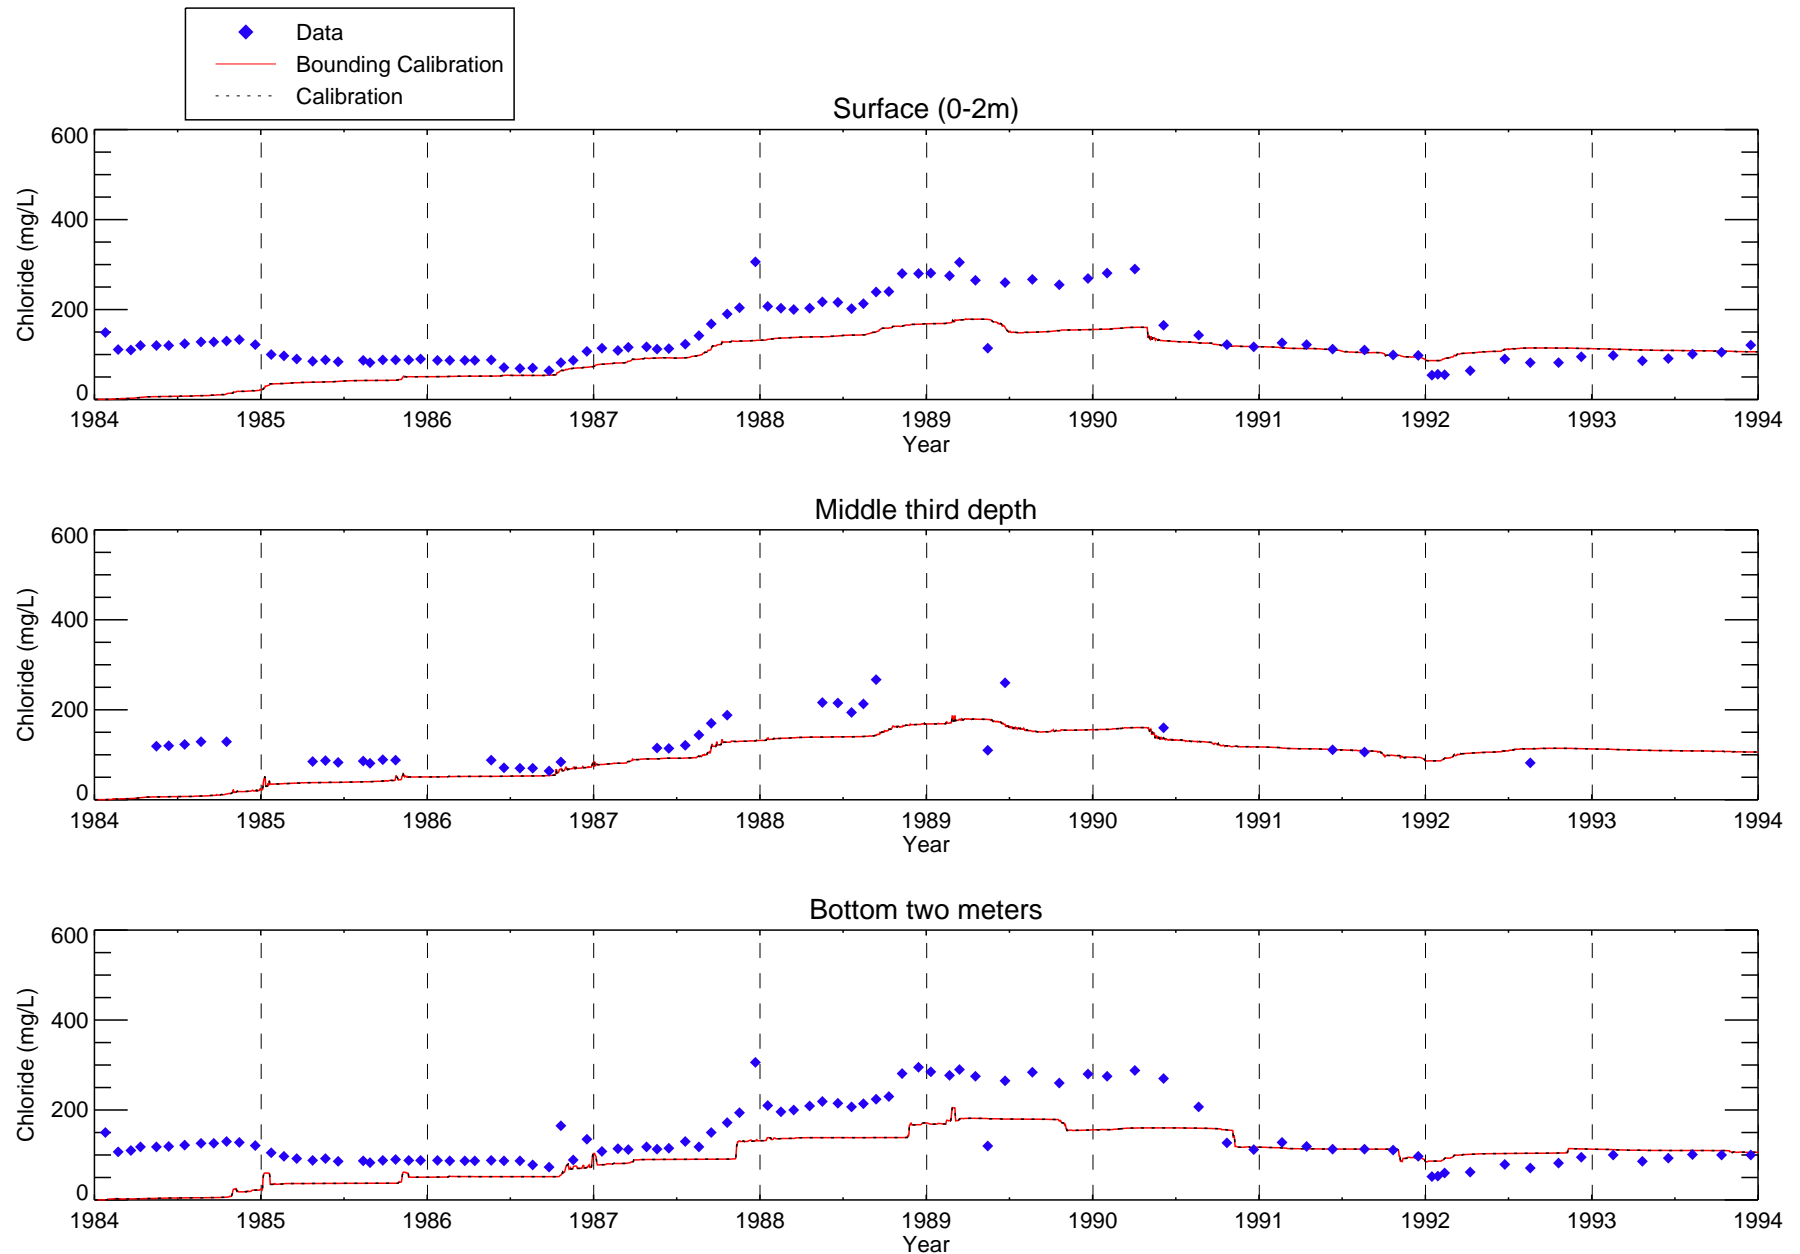 Data
Bounding Calibration
Calibration
Surface (0-2m)
Chloride (mg/L)
600
400
200
0
1984 1985 1986 1987 1988 1989 1990 1991 1992 1993 1994
Year
Middle third depth
Chloride (mg/L)
600
400
200
0
1984 1985 1986 1987 1988 1989 1990 1991 1992 1993 1994
Year
Bottom two meters
Chloride (mg/L)
600
400
200
0
1984 1985 1986 1987 1988 1989 1990 1991 1992 1993 1994
Year